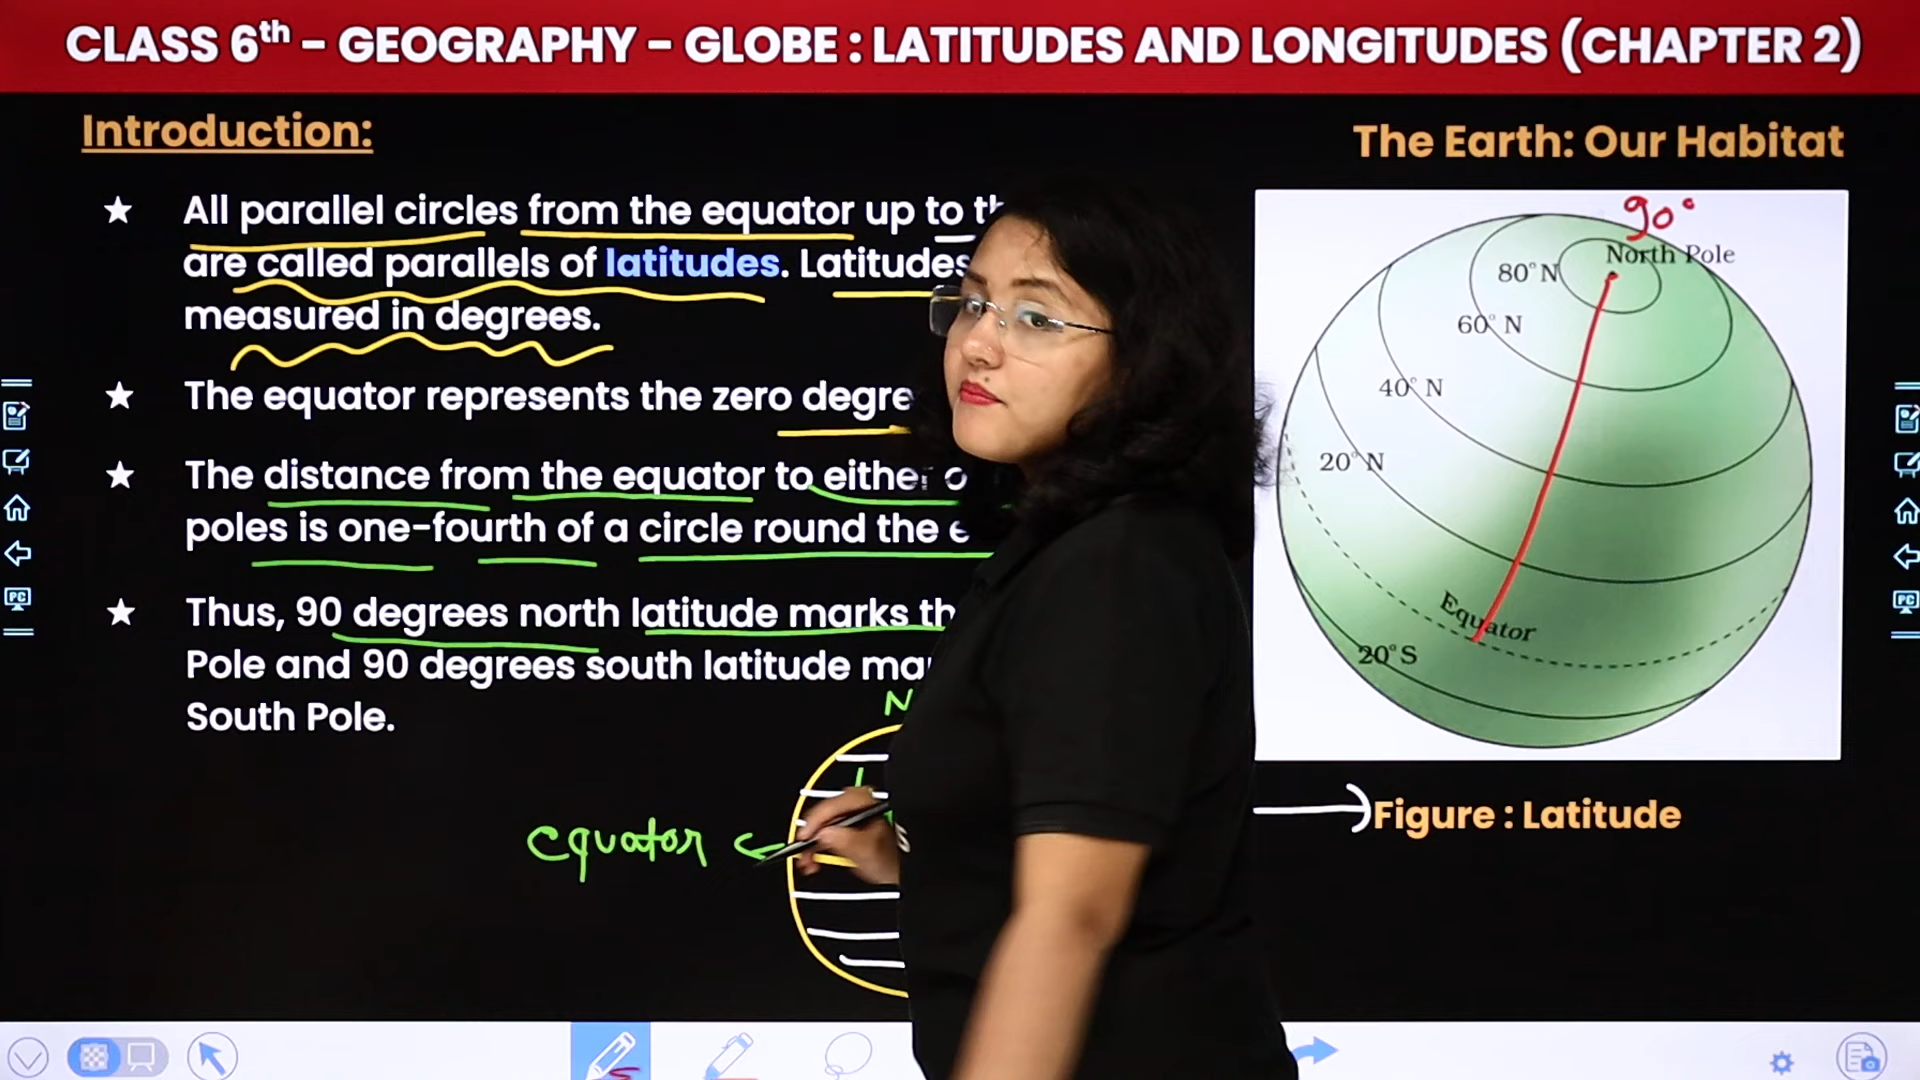 CLASS 6th - GEOGRAPHY - GLOBE : LATITUDES AND LONGITUDES (CHAPTER 2)
Introduction:
★ All parallel circles from the equator up to
are called parallels of latitudes. Latitudes
measured in degrees.
★ The equator represents the zero
★ The distance from the equator to
poles is one-fourth of a circle round the
★ Thus, 90 degrees north latitude marks
Pole and 90 degrees south latitude
South Pole.
N
equator
The Earth: Our Habitat
90°
North Pole
80° N
60° N
40° N
20° N
Equator
20° S
Figure : Latitude
PC
PC